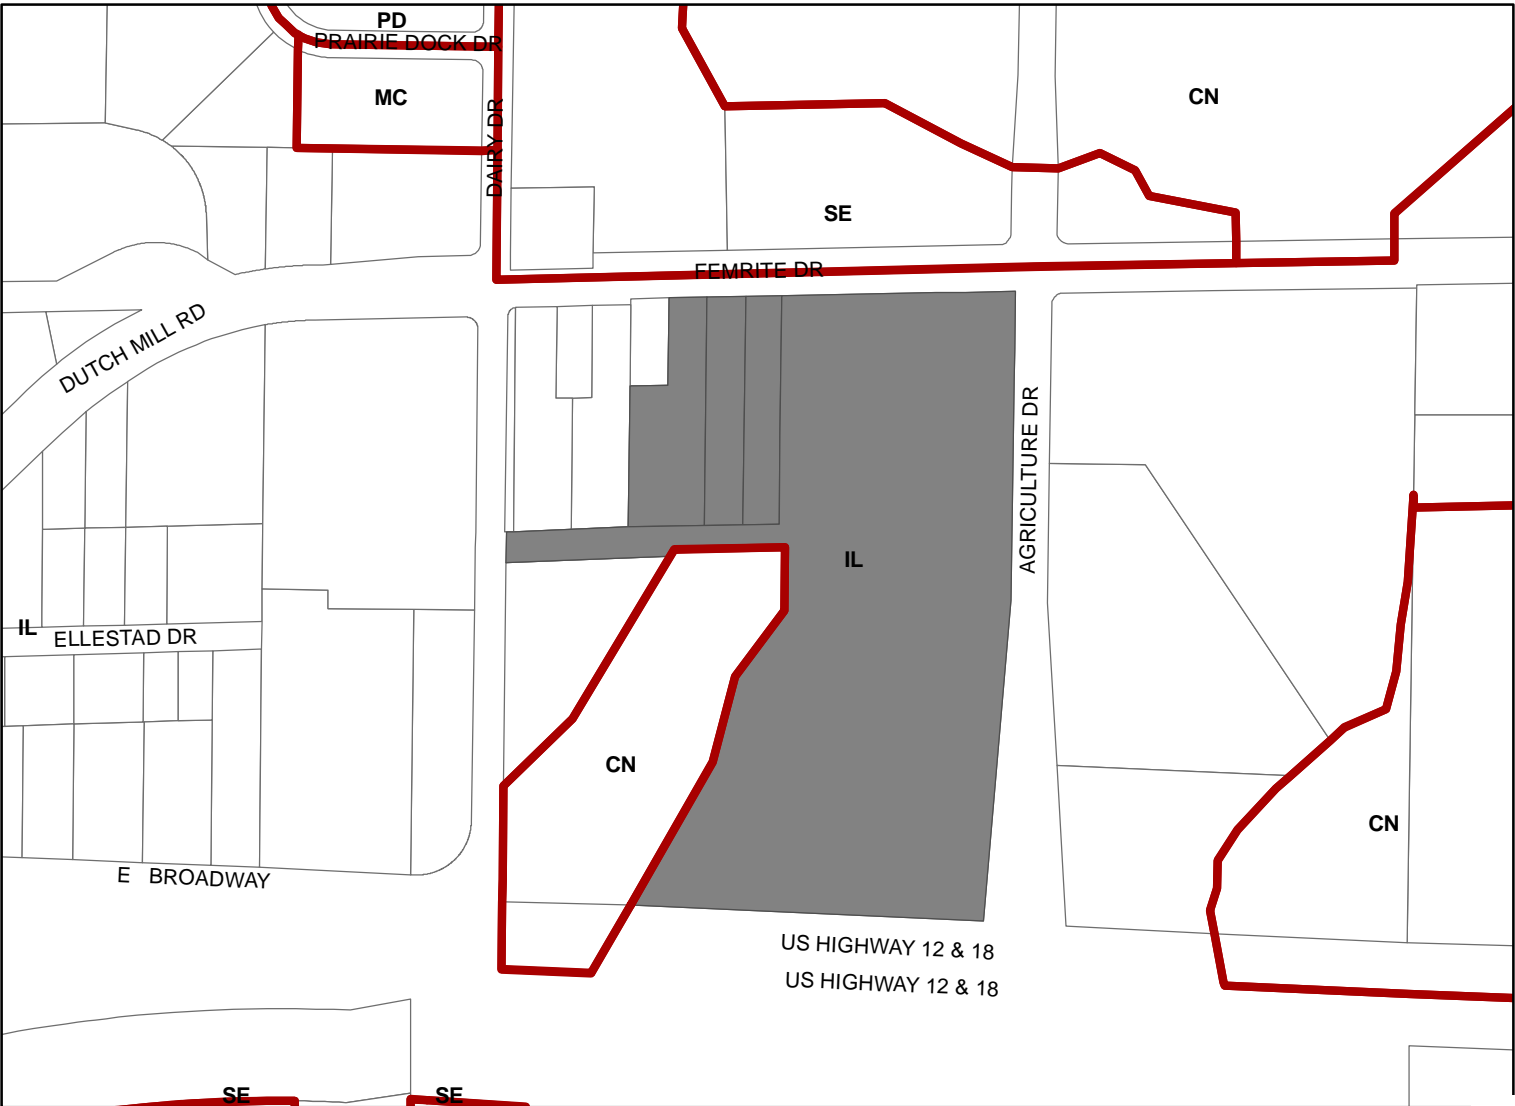 PD
PRAIRIE DOCK DR
MC
CN
DAIRY DR
SE
FEMRITE DR
DUTCH MILL RD
AGRICULTURE DR
IL
IL
ELLESTAD DR
CN
CN
E BROADWAY
US HIGHWAY 12 & 18
US HIGHWAY 12 & 18
SE
SE